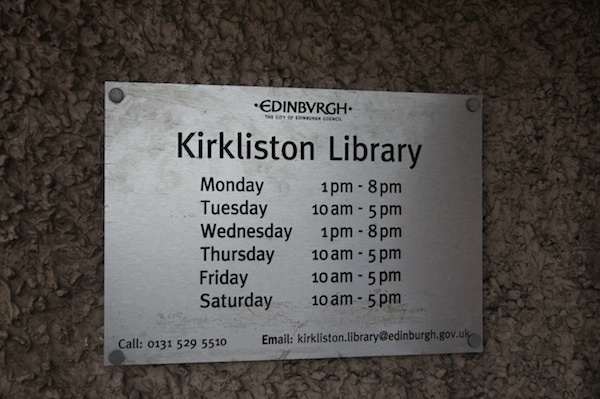 ·EDINBVRGH·
THE CITY OF EDINBURGH COUNCIL
Kirkliston Library
Monday 1pm - 8pm
Tuesday 10am - 5pm
Wednesday 1pm - 8pm
Thursday 10am - 5pm
Friday 10am - 5pm
Saturday 10am - 5pm
Call: 0131 529 5510 Email: kirkliston.library@edinburgh.gov.uk